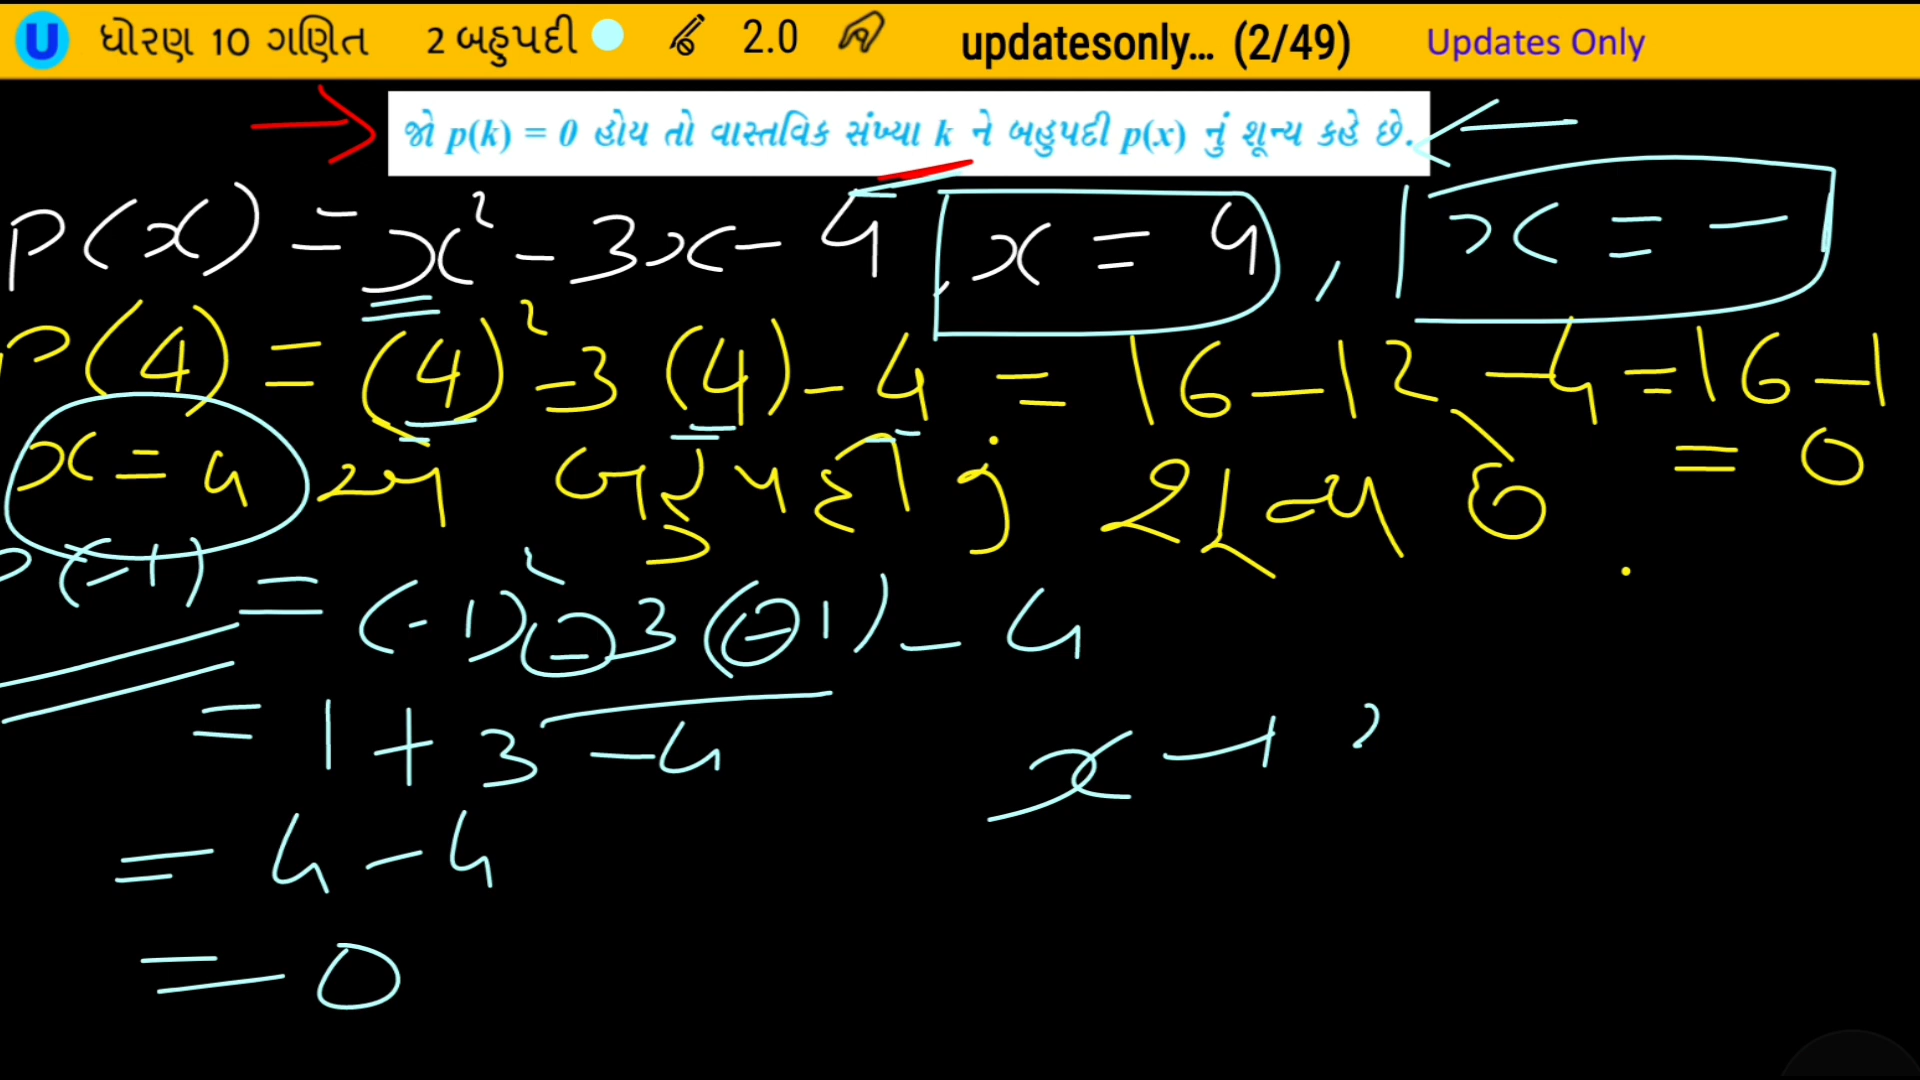 U ધોરણ 10 ગણિત 2 બહુપદી 2.0 updatesonly... (2/49) Updates Only
જો p(k) = 0 હોય તો વાસ્તવિક સંખ્યા k ને બહુપદી p(x) નું શૂન્ય કહે છે.
P(x) = x² - 3x - 4 , x = 4 , x = -1
P(4) = (4)² - 3(4) - 4 = 16 - 12 - 4 = 16 - 1
= 0
x = 4 એ બહુપદીનું શૂન્ય છે.
P(-1) = (-1)² - 3(-1) - 4
= 1 + 3 - 4
x - 1 ,
= 4 - 4
= 0